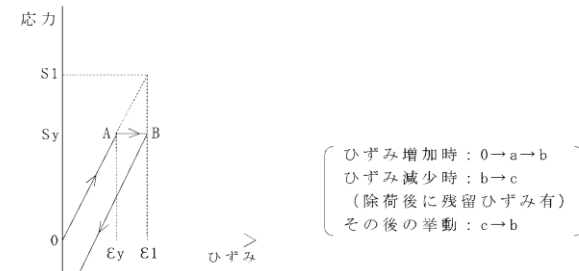 応力
S1
Sy
A
B
0
εy
ε1
ひずみ
ひずみ増加時：0→a→b
ひずみ減少時：b→c
（除荷後に残留ひずみ有）
その後の挙動：c→b